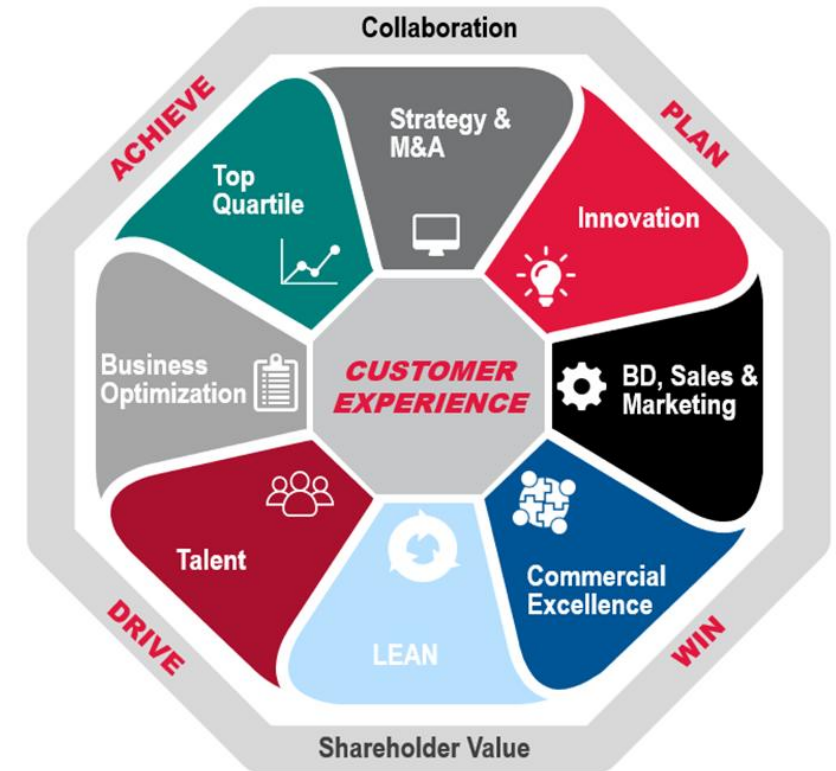 Collaboration
ACHIEVE
PLAN
Strategy &
M&A
Top
Quartile
Innovation
Business
Optimization
CUSTOMER
EXPERIENCE
BD, Sales &
Marketing
Talent
Commercial
Excellence
LEAN
DRIVE
WIN
Shareholder Value